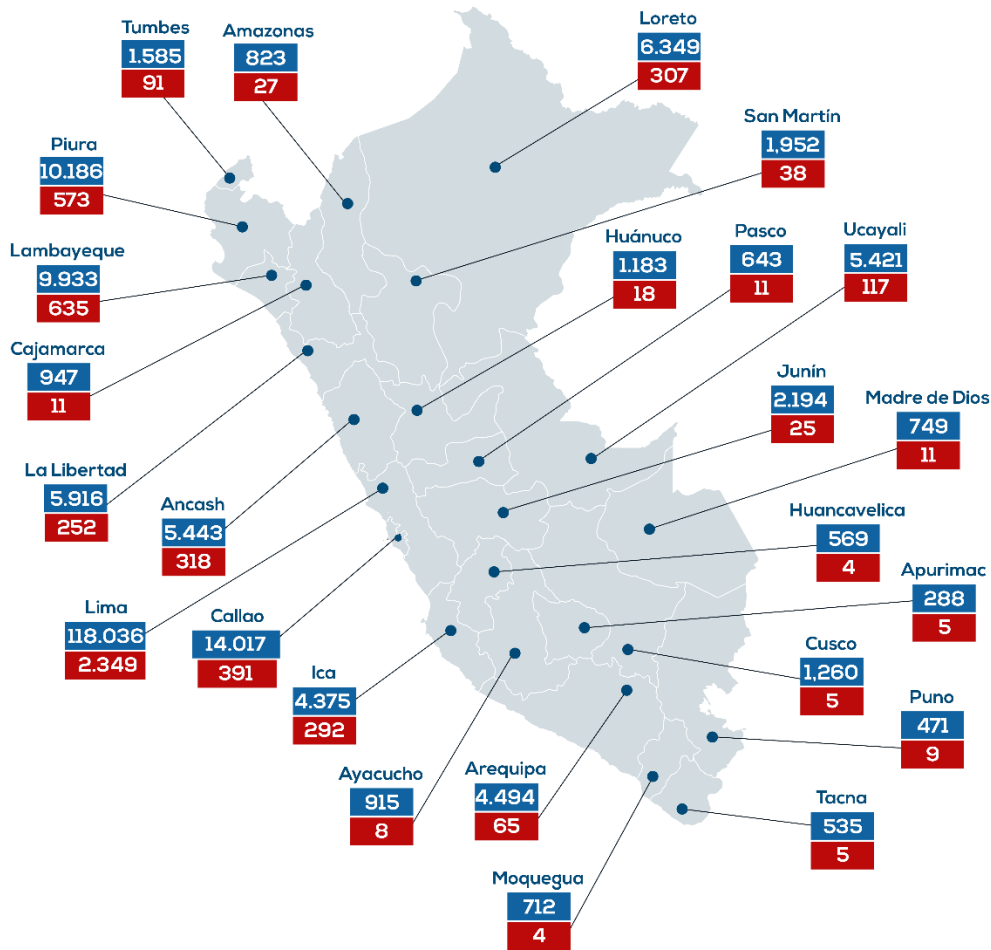 Tumbes
1.585
91
Amazonas
823
27
Loreto
6.349
307
San Martín
1,952
38
Piura
10.186
573
Lambayeque
9.933
635
Huánuco
1.183
18
Pasco
643
11
Ucayali
5.421
117
Cajamarca
947
11
Junín
2.194
25
Madre de Dios
749
11
La Libertad
5.916
252
Ancash
5.443
318
Huancavelica
569
4
Apurimac
288
5
Lima
118.036
2.349
Callao
14.017
391
Ica
4.375
292
Cusco
1,260
5
Puno
471
9
Ayacucho
915
8
Arequipa
4.494
65
Tacna
535
5
Moquegua
712
4